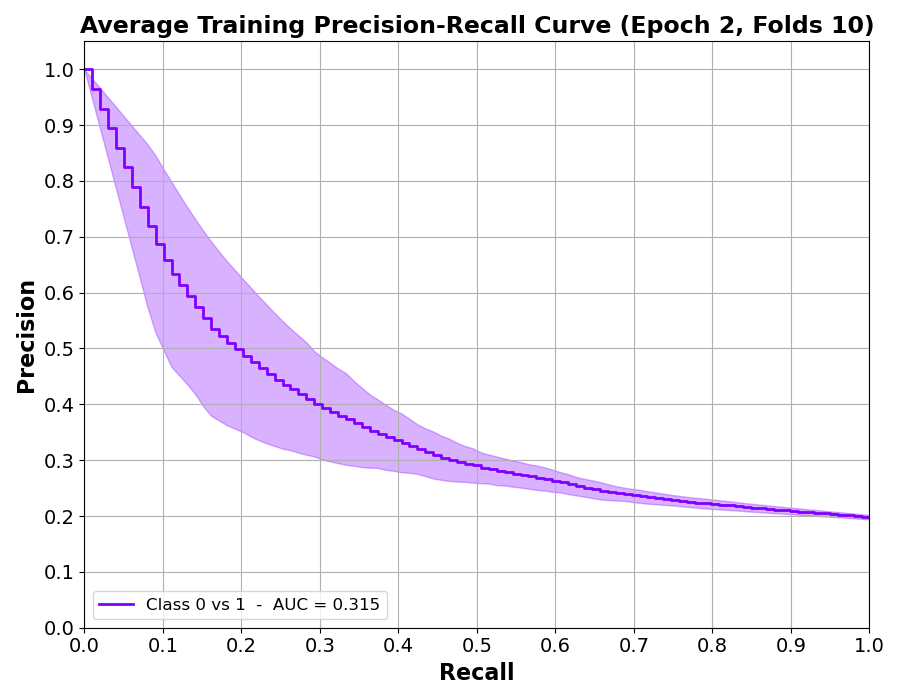 Average Training Precision-Recall Curve (Epoch 2, Folds 10)
1.0
0.9
0.8
0.7
0.6
0.5
0.4
0.3
0.2
0.1
0.0
Precision
Class 0 vs 1 - AUC = 0.315
0.0 0.1 0.2 0.3 0.4 0.5 0.6 0.7 0.8 0.9 1.0
Recall